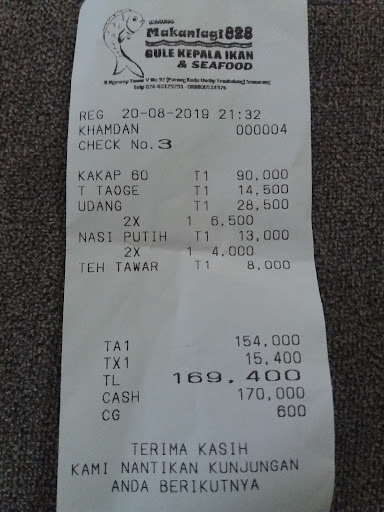 WARUNG
Makanlagi828
GULE KEPALA IKAN
& SEAFOOD
REG 20-08-2019 21:32
KHAMDAN 000004
CHECK No.3
KAKAP 60 T1 90,000
T TAOGE T1 14,500
UDANG T1 28,500
2X 1 6,500
NASI PUTIH T1 13,000
2X 1 4,000
TEH TAWAR T1 8,000
TA1 154,000
TX1 15,400
TL 169,400
CASH 170,000
CG 600
TERIMA KASIH
KAMI NANTIKAN KUNJUNGAN
ANDA BERIKUTNYA